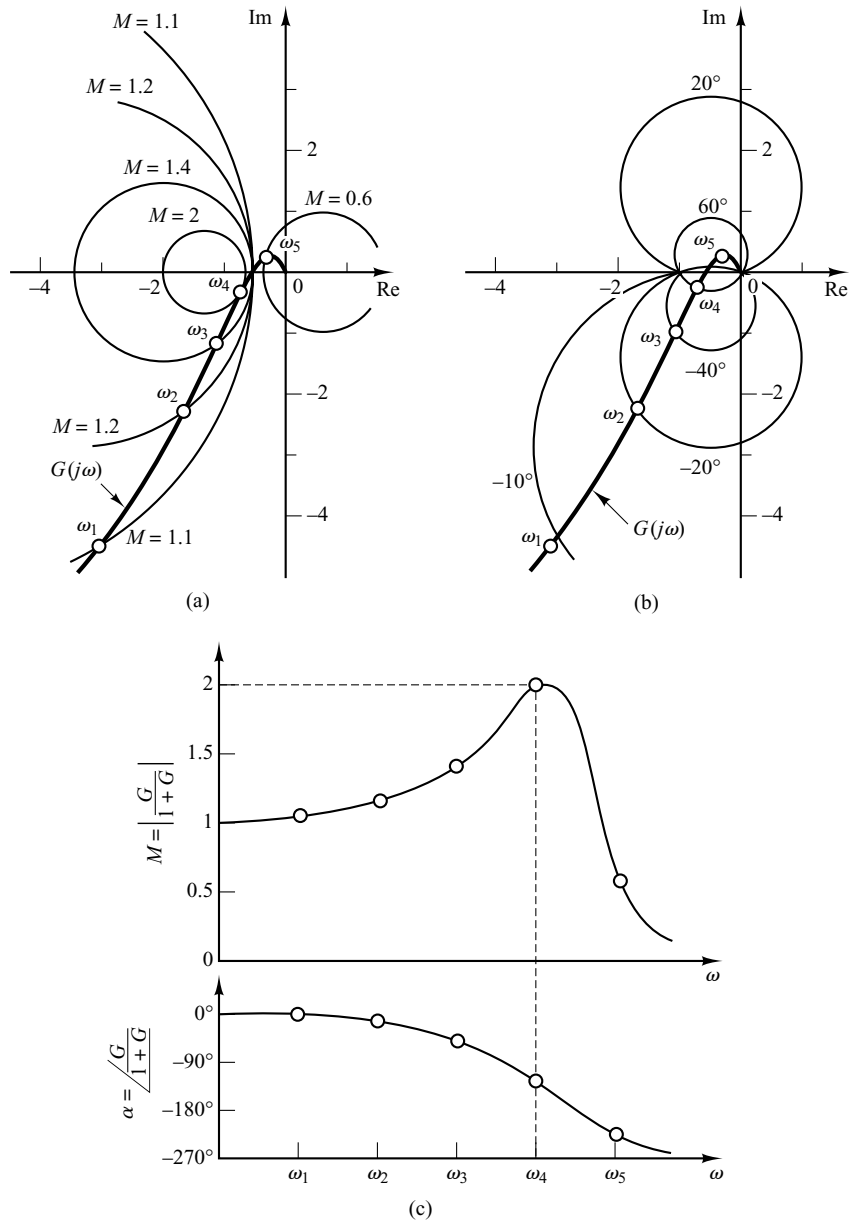 Im
M = 1.1
M = 1.2
M = 1.4
M = 2
M = 0.6
2
ω5
–4
–2
0
Re
ω4
ω3
ω2
–2
M = 1.2
G(jω)
ω1
M = 1.1
–4
(a)
Im
20°
2
60°
ω5
–4
–2
0
Re
ω4
ω3
–40°
–2
ω2
–20°
–10°
ω1
–4
G(jω)
(b)
M = | G / 1 + G |
2
1.5
1
0.5
0
ω
α = / G / 1 + G
0°
–90°
–180°
–270°
ω1 ω2 ω3 ω4 ω5 ω
(c)